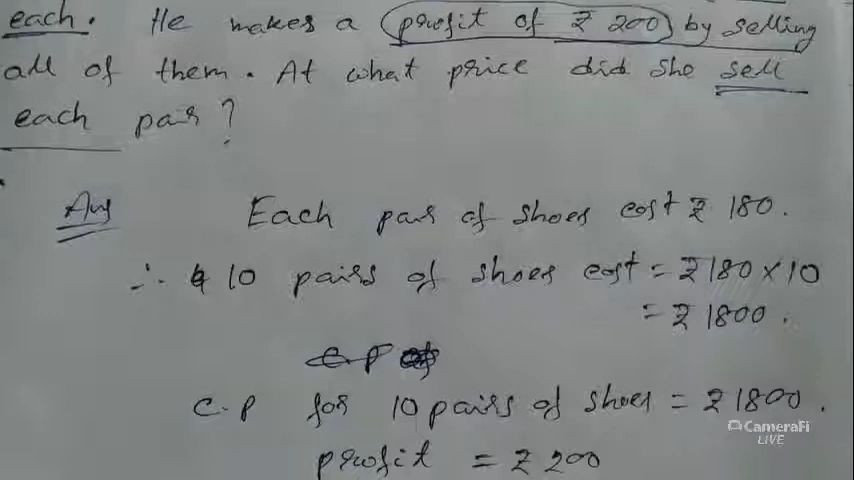 each. He makes a profit of ₹ 200 by selling
all of them. At what price did she sell
each pair?
Ans Each pair of shoes cost ₹ 180.
∴ 10 pairs of shoes cost = ₹ 180 × 10
= ₹ 1800.
C.P
C.P for 10 pairs of shoes = ₹ 1800.
profit = ₹ 200
CameraFi
LIVE